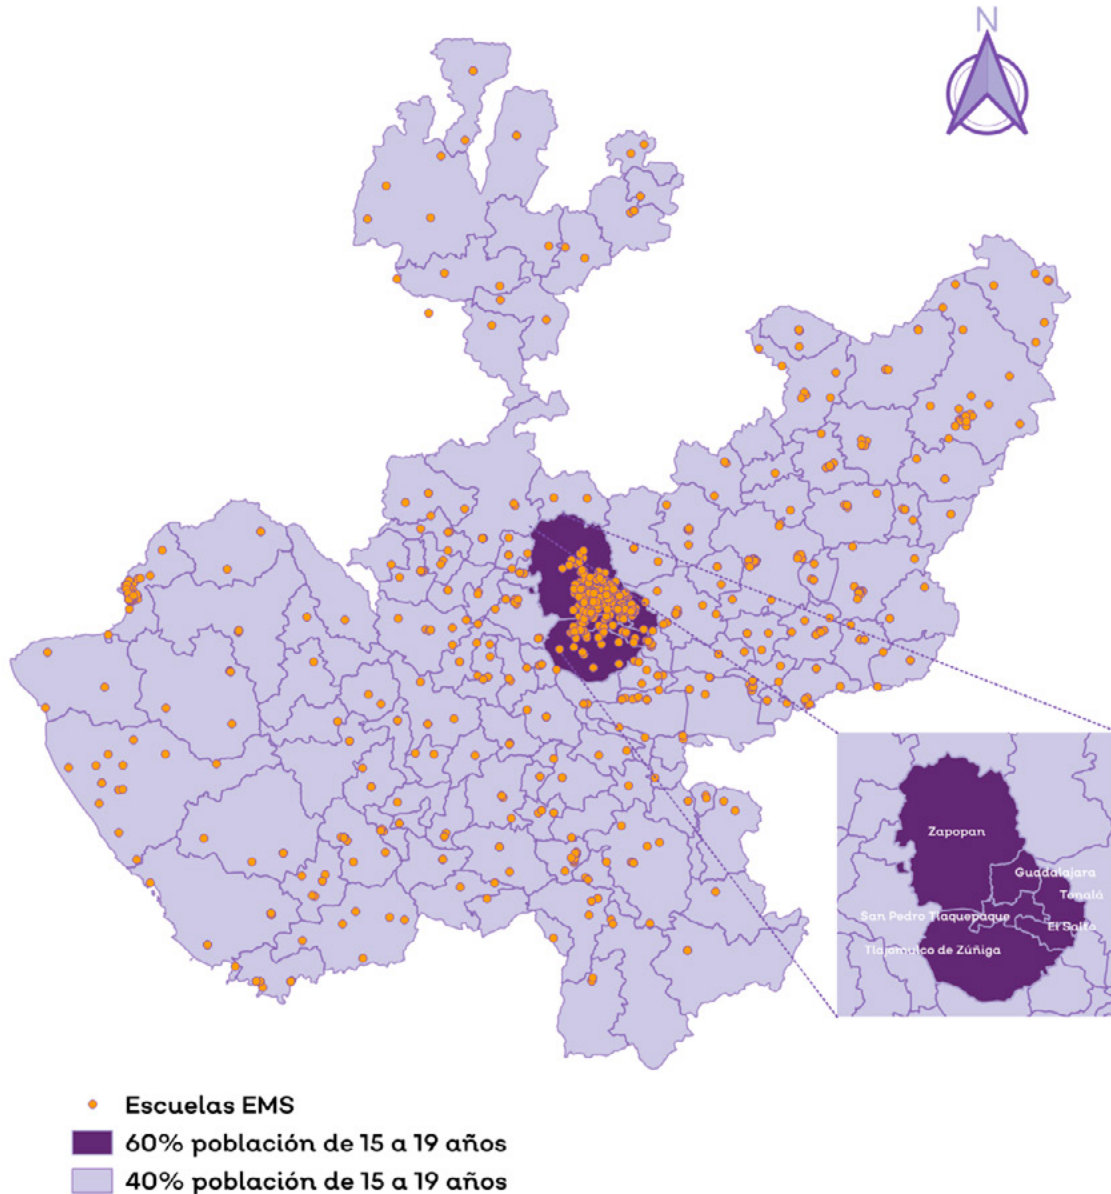 N
Zapopan
Guadalajara
Tonalá
San Pedro Tlaquepaque
El Salto
Tlajomulco de Zúñiga
Escuelas EMS
60% población de 15 a 19 años
40% población de 15 a 19 años